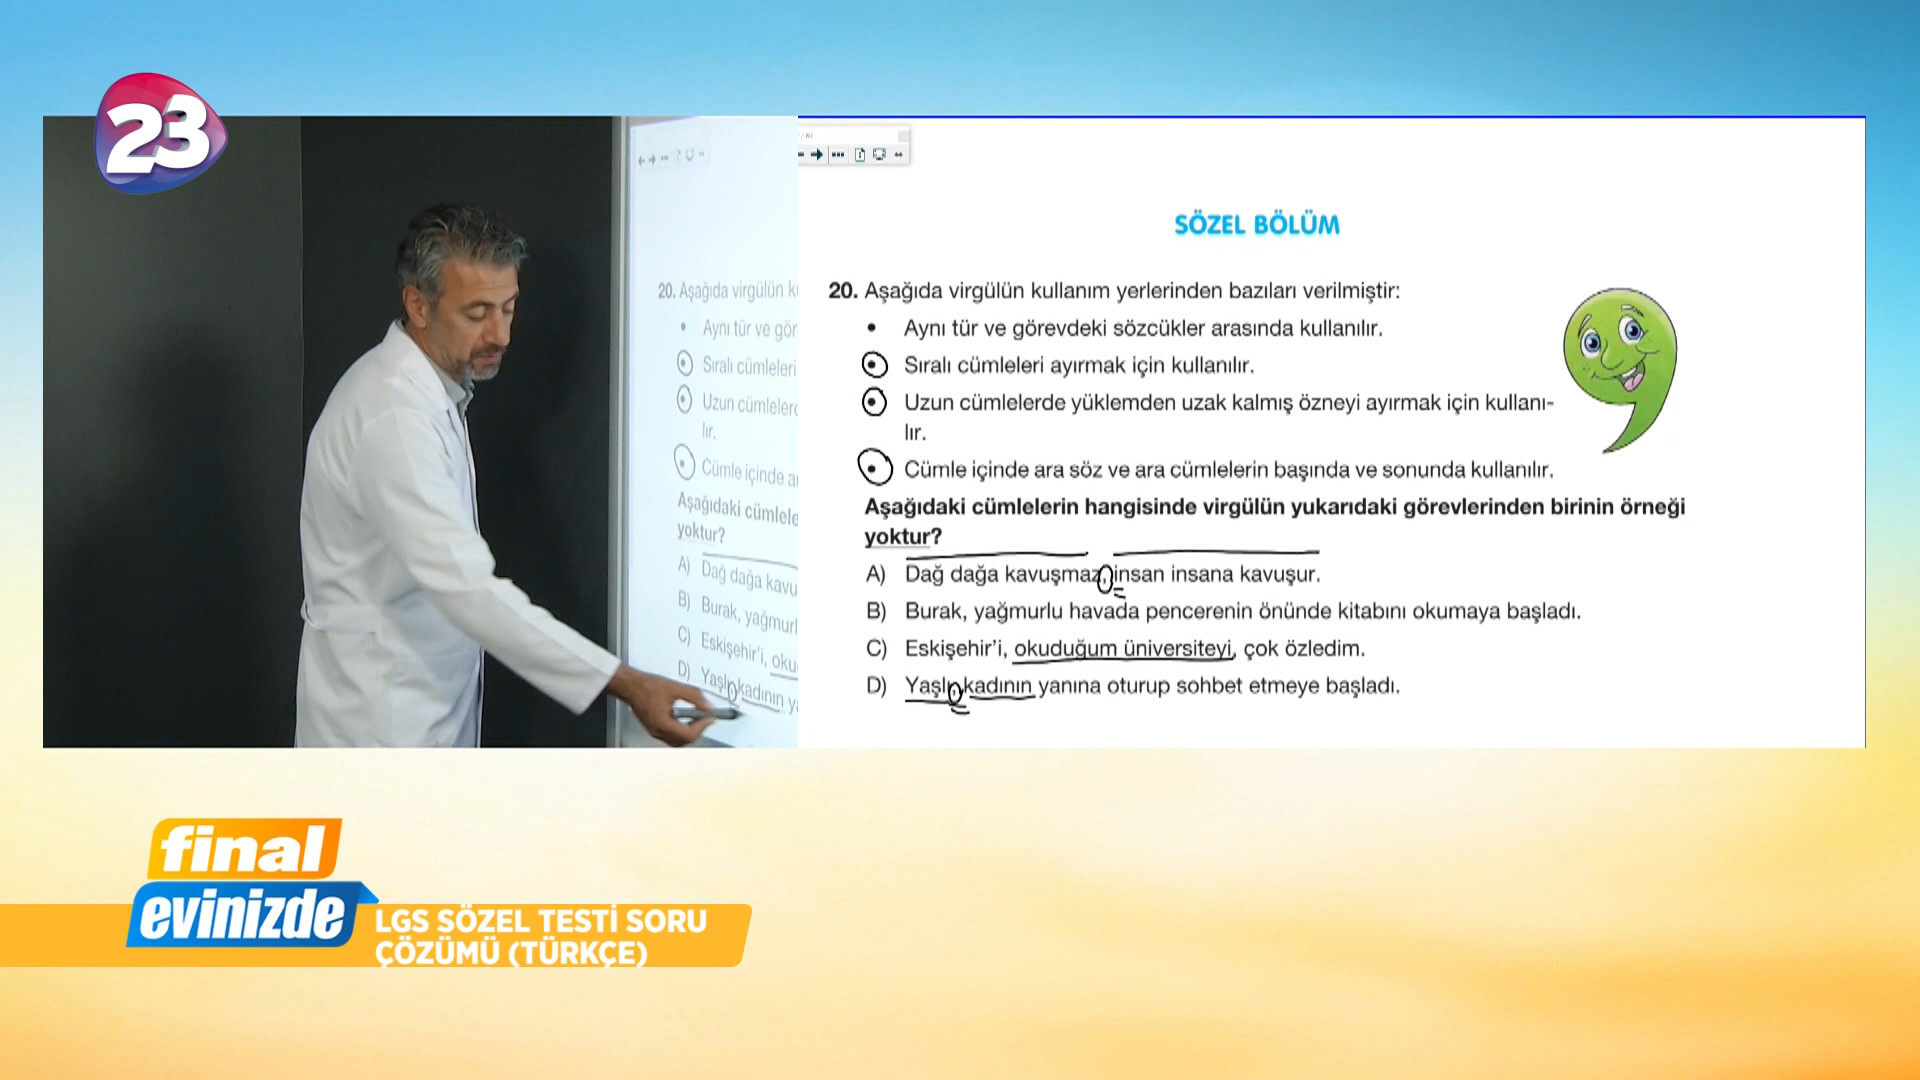 23
20. Aşağıda virgülün k
• Aynı tür ve gör
• Sıralı cümleleri
• Uzun cümlelerd
lır.
• Cümle içinde a
Aşağıdaki cümlele
yoktur?
A) Dağ dağa kavu
B) Burak, yağmurl
C) Eskişehir'i, oku
D) Yaşlı, kadının y
SÖZEL BÖLÜM
20. Aşağıda virgülün kullanım yerlerinden bazıları verilmiştir:
• Aynı tür ve görevdeki sözcükler arasında kullanılır.
• Sıralı cümleleri ayırmak için kullanılır.
• Uzun cümlelerde yüklemden uzak kalmış özneyi ayırmak için kullanı-
lır.
• Cümle içinde ara söz ve ara cümlelerin başında ve sonunda kullanılır.
Aşağıdaki cümlelerin hangisinde virgülün yukarıdaki görevlerinden birinin örneği
yoktur?
A) Dağ dağa kavuşmaz, insan insana kavuşur.
B) Burak, yağmurlu havada pencerenin önünde kitabını okumaya başladı.
C) Eskişehir'i, okuduğum üniversiteyi, çok özledim.
D) Yaşlı, kadının yanına oturup sohbet etmeye başladı.
final
evinizde
LGS SÖZEL TESTİ SORU
ÇÖZÜMÜ (TÜRKÇE)